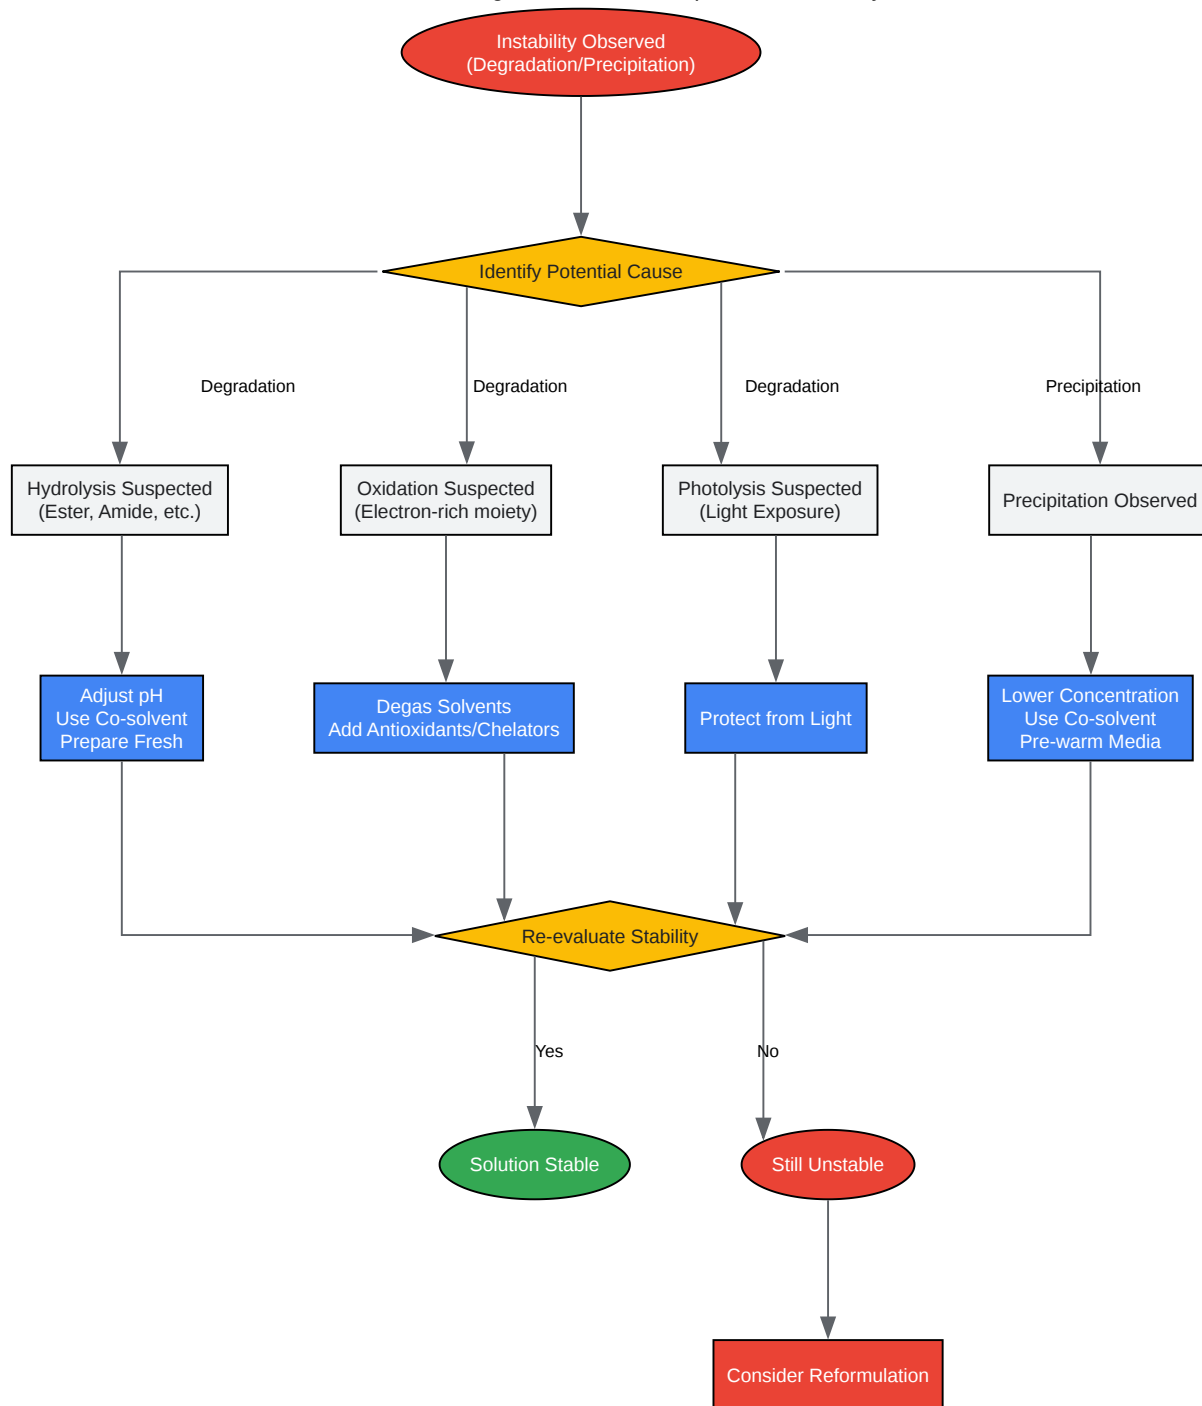 Instability Observed
(Degradation/Precipitation)
Identify Potential Cause
Degradation
Degradation
Degradation
Precipitation
Hydrolysis Suspected
(Ester, Amide, etc.)
Oxidation Suspected
(Electron-rich moiety)
Photolysis Suspected
(Light Exposure)
Precipitation Observed
Adjust pH
Use Co-solvent
Prepare Fresh
Degas Solvents
Add Antioxidants/Chelators
Protect from Light
Lower Concentration
Use Co-solvent
Pre-warm Media
Re-evaluate Stability
Yes
No
Solution Stable
Still Unstable
Consider Reformulation